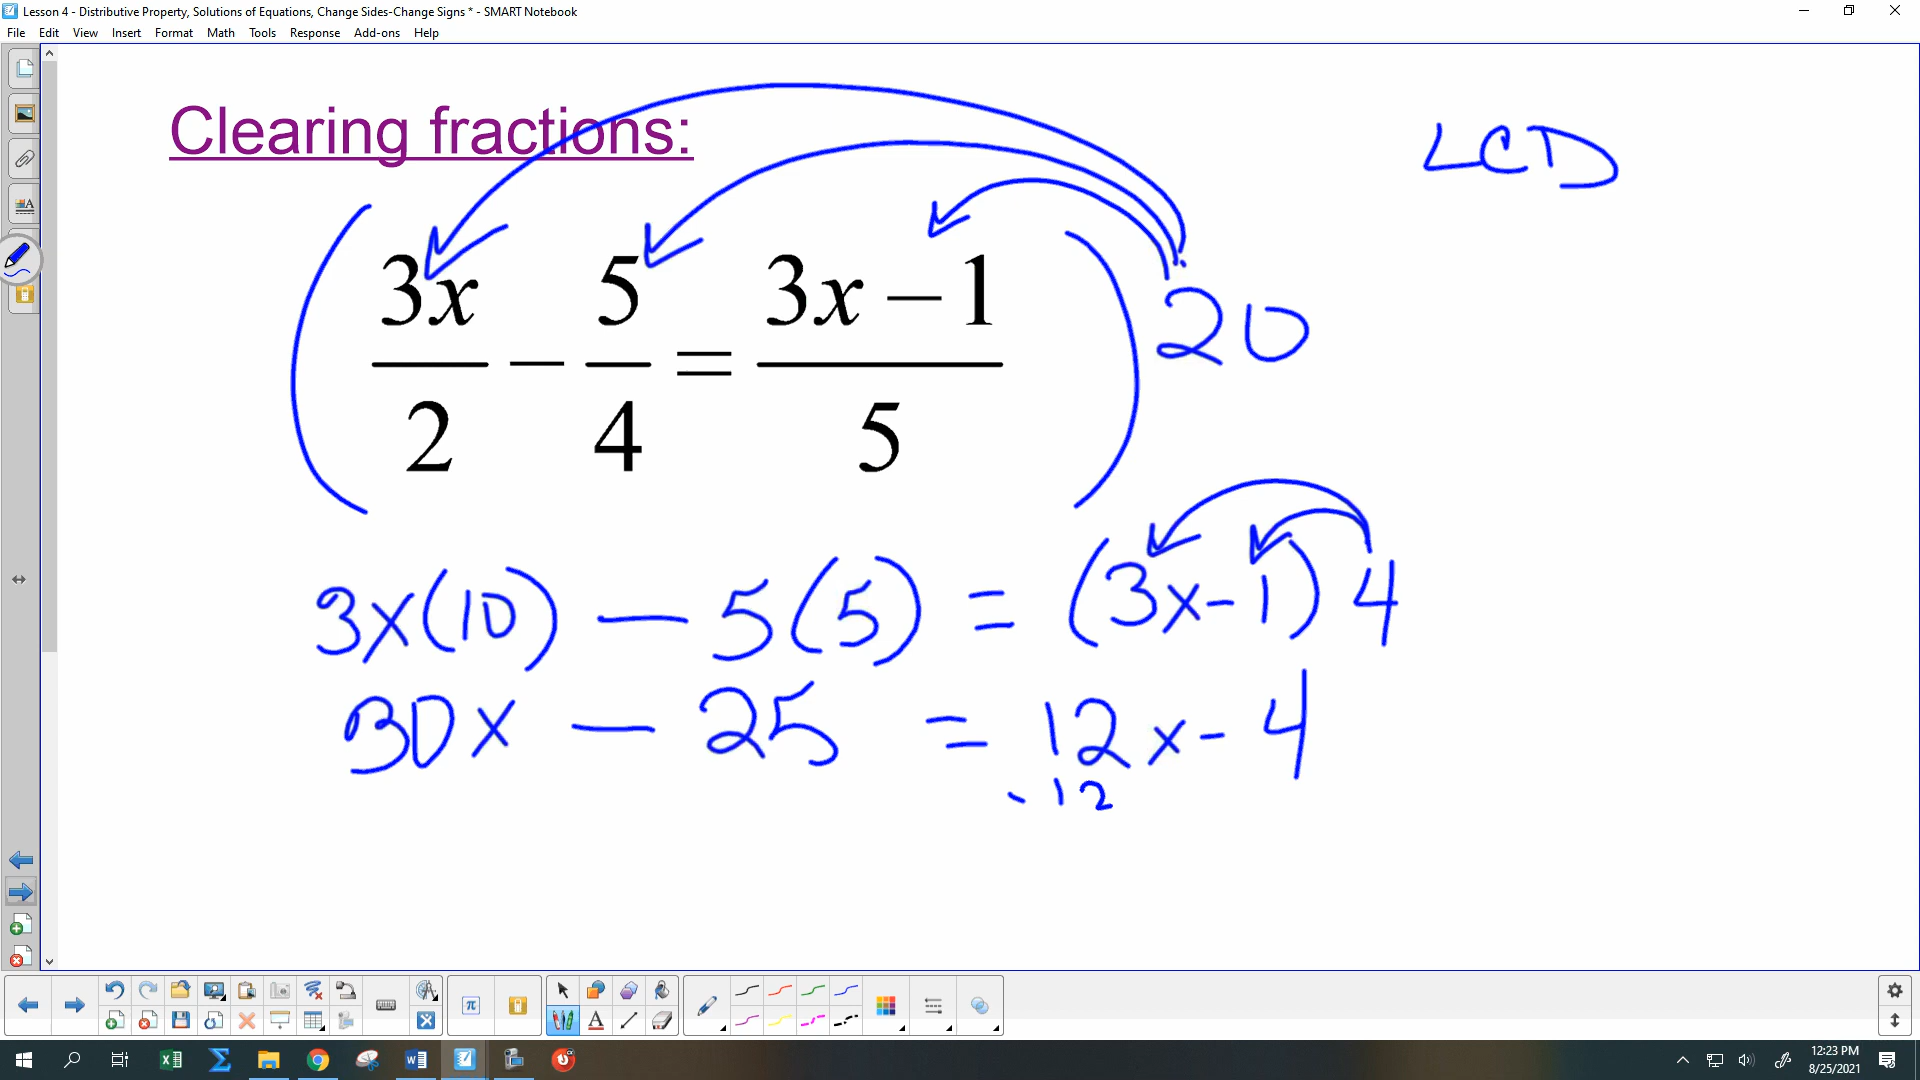 Lesson 4 - Distributive Property, Solutions of Equations, Change Sides-Change Signs * - SMART Notebook
File Edit View Insert Format Math Tools Response Add-ons Help
Clearing fractions:
LCD
(3x/2 − 5/4 = (3x − 1)/5) 20
3x(10) − 5(5) = (3x-1)4
30x − 25 = 12x - 4
-12
12:23 PM
8/25/2021